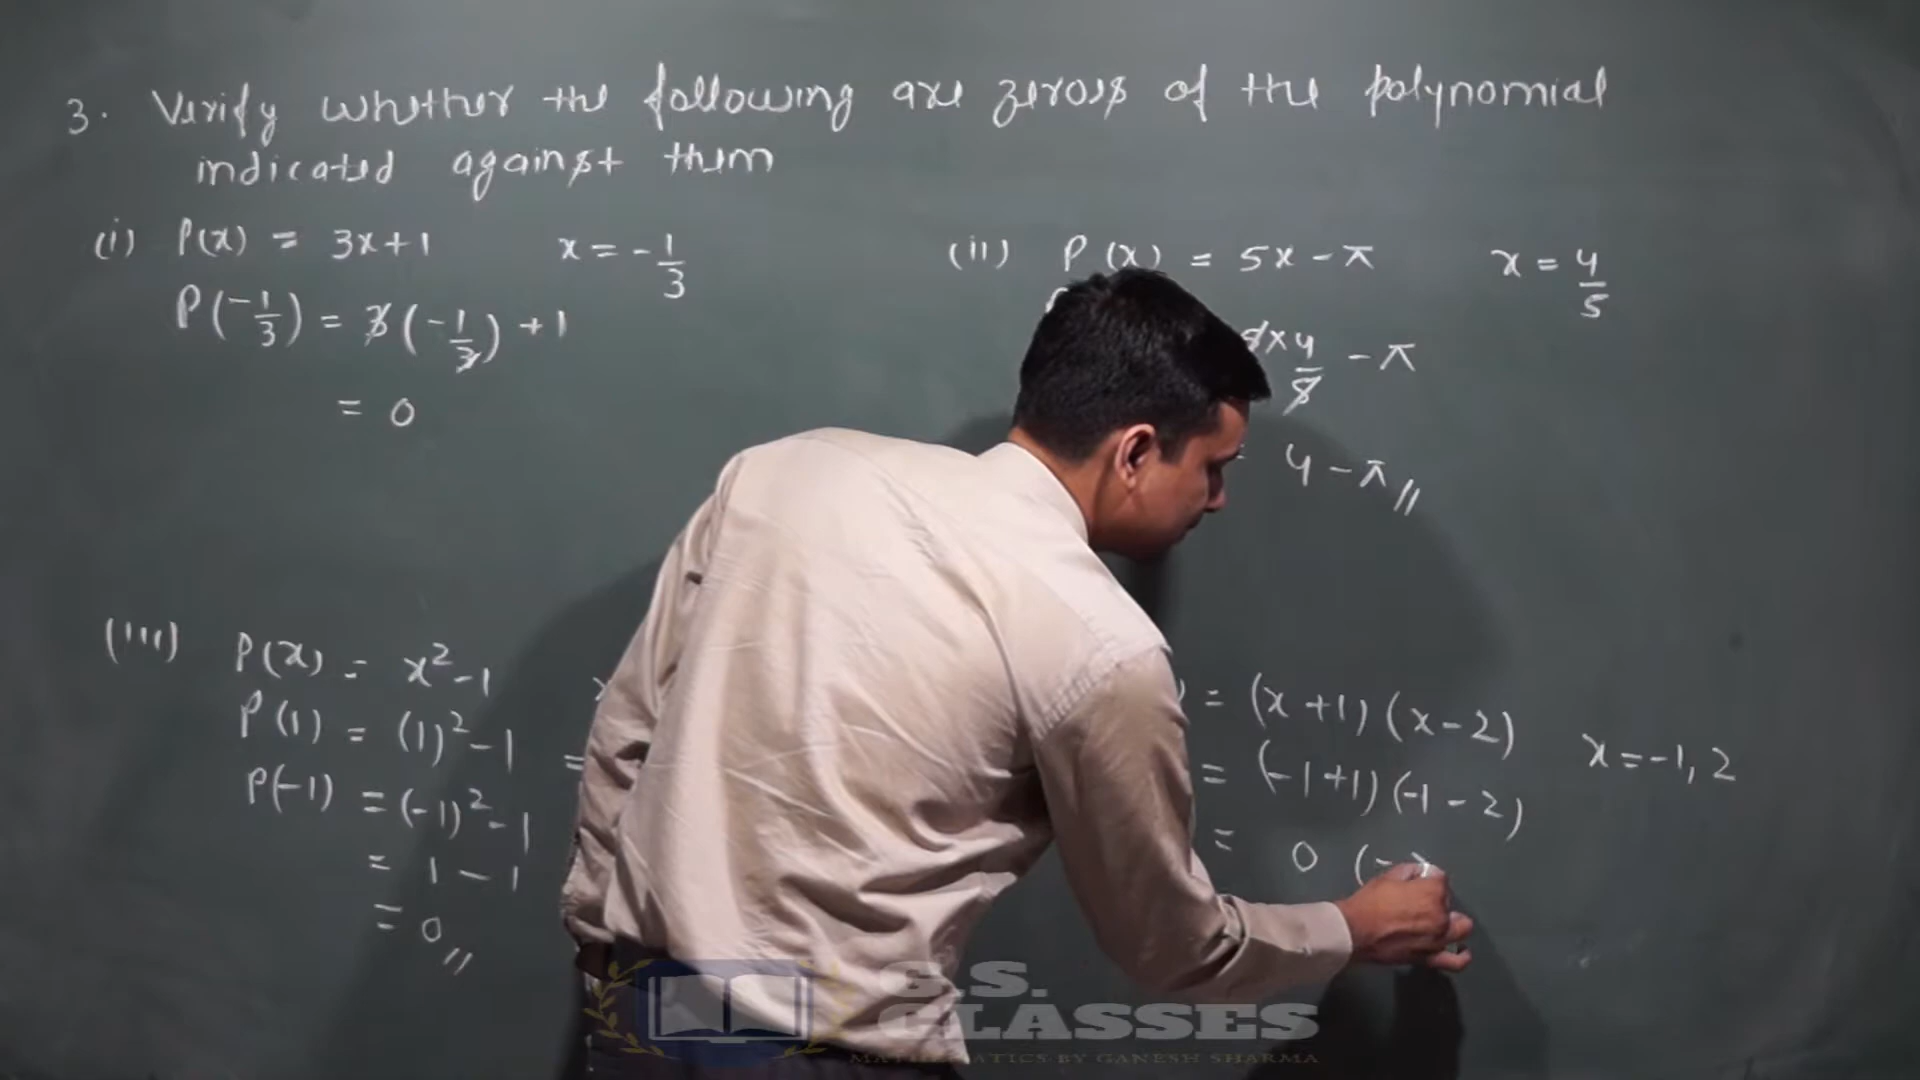 3. Verify whether the following are zeroes of the polynomial
indicated against them
(i) P(x) = 3x+1 x = -1/3
P(-1/3) = 3(-1/3) + 1
= 0
(ii) P(x) = 5x - π x = 4/5
x 4/5 - π
4 - π //
(iii) P(x) = x² - 1
P(1) = (1)² - 1 =
P(-1) = (-1)² - 1
= 1 - 1
= 0 //
) = (x+1)(x-2) x = -1, 2
= (-1+1)(-1-2)
= 0 (-
G.S.
CLASSES
MATHEMATICS BY GANESH SHARMA